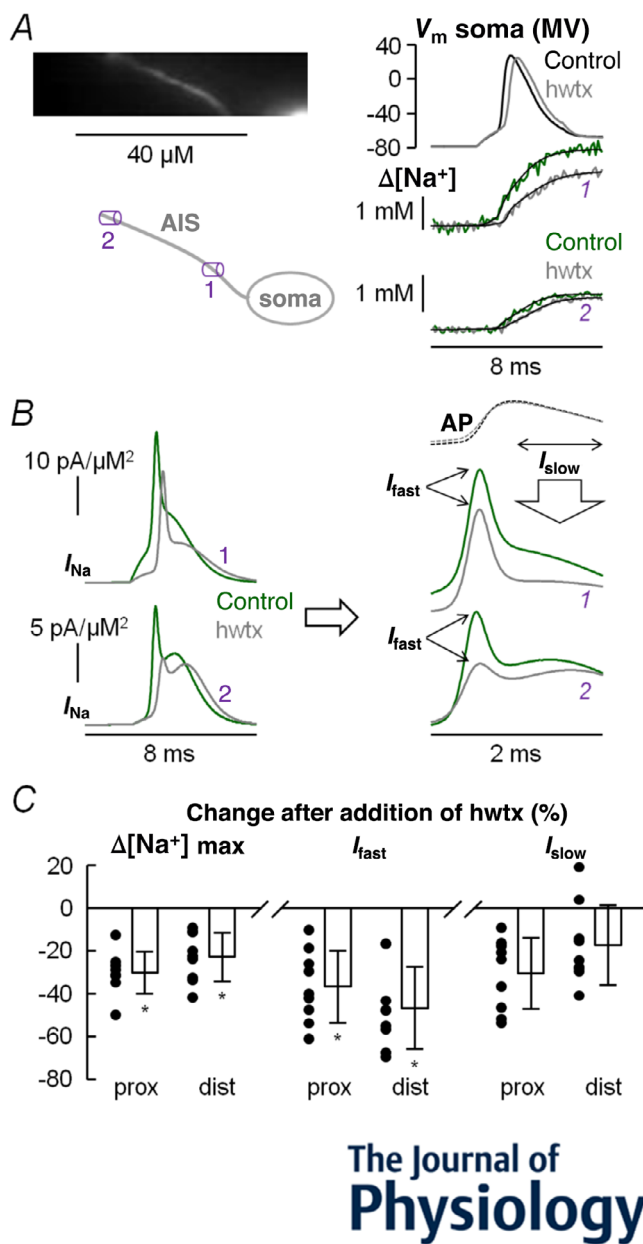 A
40 µM
AIS
2
1
soma
Vm soma (MV)
40
0
-40
-80
Control
hwtx
Δ[Na+]
1 mM
1
Control
hwtx
1 mM
2
8 ms
B
10 pA/µM2
INa
1
Control
hwtx
5 pA/µM2
INa
2
8 ms
AP
Islow
Ifast
1
Ifast
2
2 ms
C
Change after addition of hwtx (%)
Δ[Na+] max
Ifast
Islow
20
0
-20
-40
-60
-80
* * * *
prox dist prox dist prox dist
The Journal of
Physiology